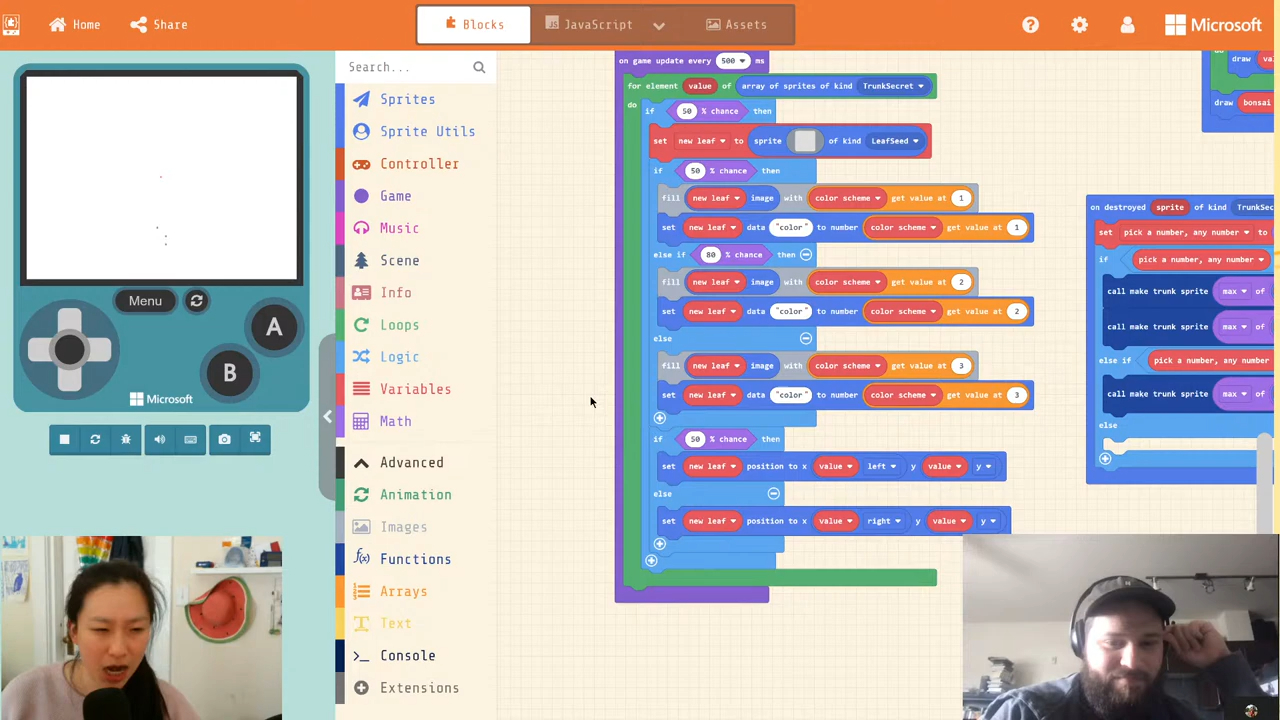 Home Share Blocks JavaScript Assets Microsoft
Menu
A
B
Microsoft
Search...
Sprites
Sprite Utils
Controller
Game
Music
Scene
Info
Loops
Logic
Variables
Math
Advanced
Animation
Images
Functions
Arrays
Text
Console
Extensions
on game update every 500 ms
for element value of array of sprites of kind TrunkSecret
do if 50 % chance then
set new leaf to sprite of kind LeafSeed
if 50 % chance then
fill new leaf image with color scheme get value at 1
set new leaf data "color" to number color scheme get value at 1
else if 80 % chance then
fill new leaf image with color scheme get value at 2
set new leaf data "color" to number color scheme get value at 2
else
fill new leaf image with color scheme get value at 3
set new leaf data "color" to number color scheme get value at 3
if 50 % chance then
set new leaf position to x value left y value y
else
set new leaf position to x value right y value y
do draw
draw bonsai
on destroyed sprite of kind
set pick a number, any number to
if pick a number, any number
call make trunk sprite max of
call make trunk sprite max of
else if pick a number, any number
call make trunk sprite max of
else